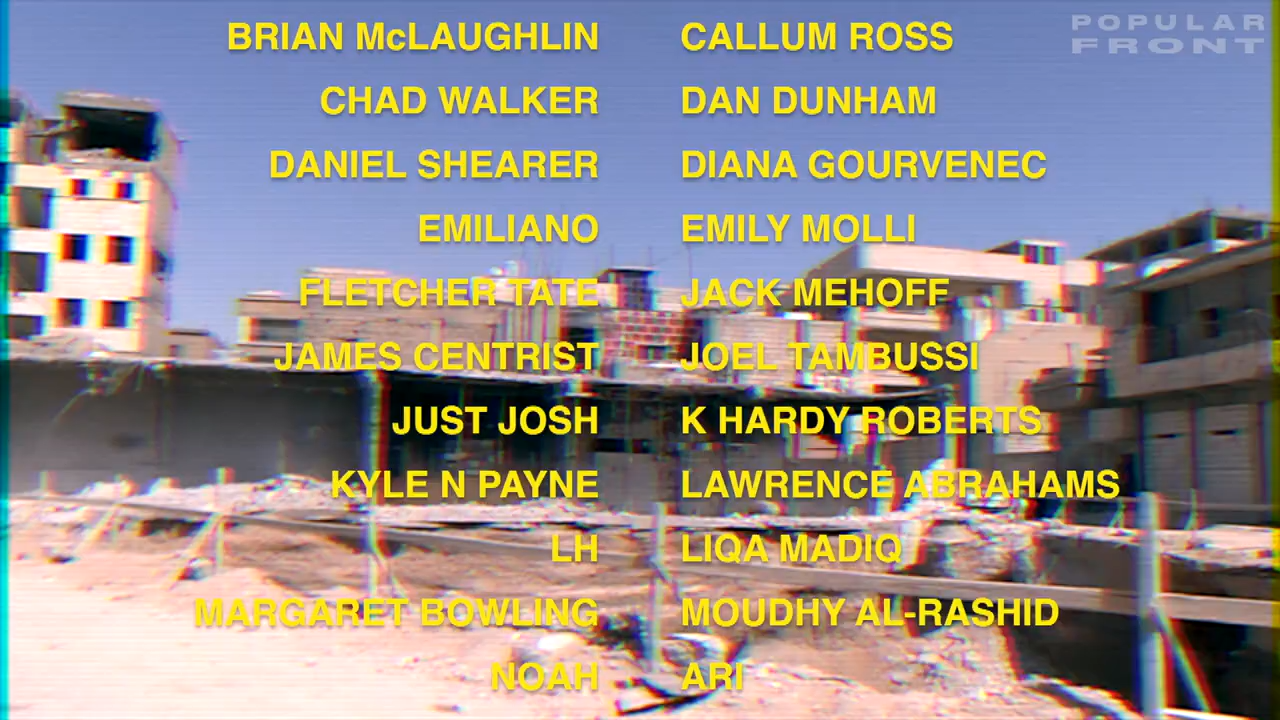 POPULAR
FRONT
BRIAN McLAUGHLIN CALLUM ROSS
CHAD WALKER DAN DUNHAM
DANIEL SHEARER DIANA GOURVENEC
EMILIANO EMILY MOLLI
FLETCHER TATE JACK MEHOFF
JAMES CENTRIST JOEL TAMBUSSI
JUST JOSH K HARDY ROBERTS
KYLE N PAYNE LAWRENCE ABRAHAMS
LH LIQA MADIQ
MARGARET BOWLING MOUDHY AL-RASHID
NOAH ARI